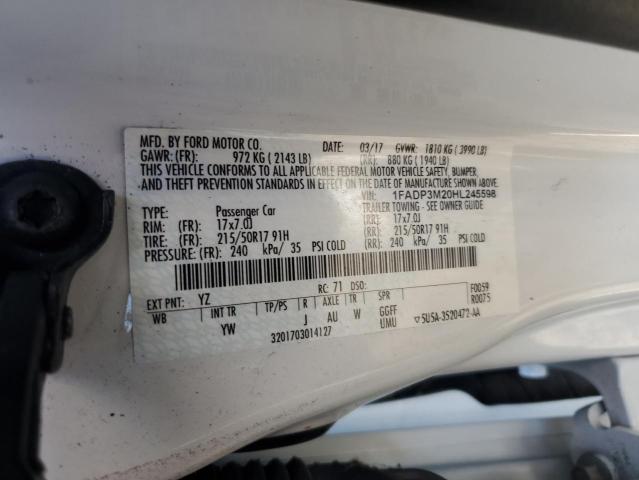 MFD. BY FORD MOTOR CO.
DATE: 03/17 GVWR: 1810 KG ( 3990 LB)
GAWR: (FR): 972 KG ( 2143 LB) (RR): 880 KG ( 1940 LB)
THIS VEHICLE CONFORMS TO ALL APPLICABLE FEDERAL MOTOR VEHICLE SAFETY, BUMPER,
AND THEFT PREVENTION STANDARDS IN EFFECT ON THE DATE OF MANUFACTURE SHOWN ABOVE.
VIN: 1FADP3M20HL245598
TYPE: Passenger Car TRAILER TOWING - SEE OWNER GUIDE
RIM: (FR): 17x7.0J (RR): 17x7.0J
TIRE: (FR): 215/50R17 91H (RR): 215/50R17 91H
PRESSURE: (FR): 240 kPa/ 35 PSI COLD (FR): 240 kPa/ 35 PSI COLD
EXT PNT: YZ RC: 71 DSO: F0059
WB INT TR TP/PS R AXLE TR SPR R0075
YW J AU W GGFF
UMU
3201703014127 ▽5U5A-3520472-AA